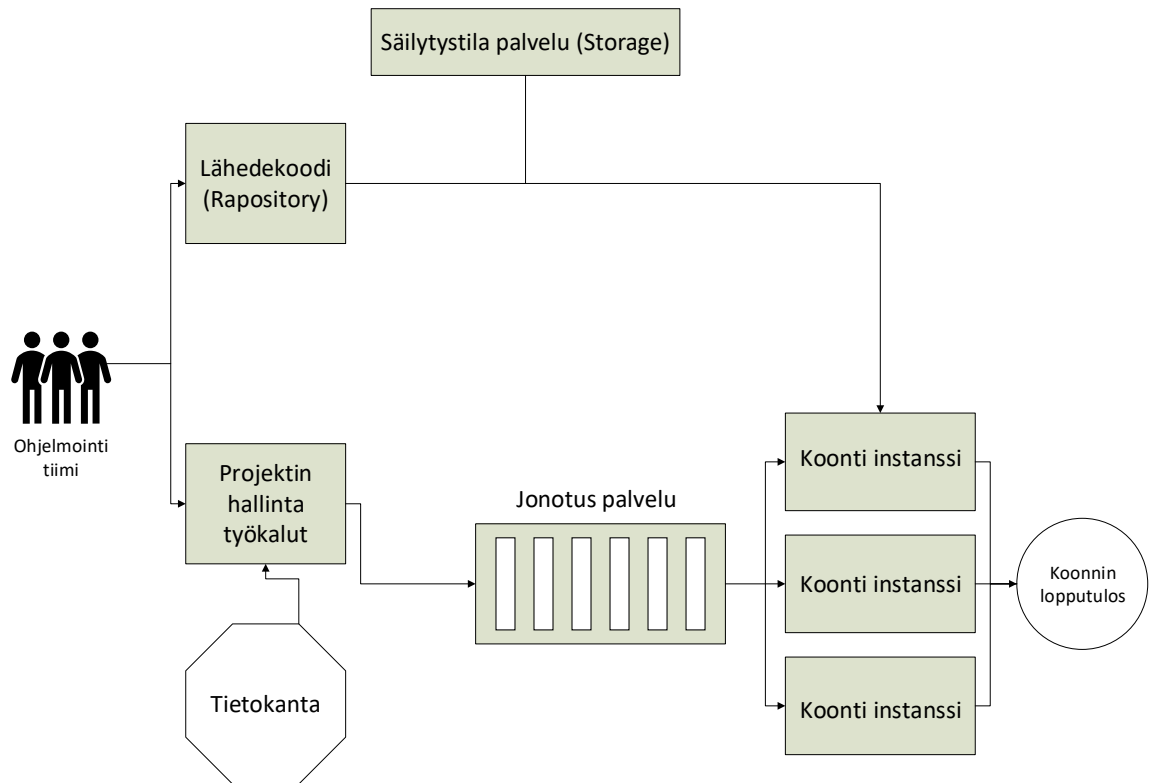 Säilytystila palvelu (Storage)
Lähedekoodi
(Rapository)
Ohjelmointi
tiimi
Projektin
hallinta
työkalut
Jonotus palvelu
Koonti instanssi
Koonti instanssi
Koonti instanssi
Koonnin
lopputulos
Tietokanta